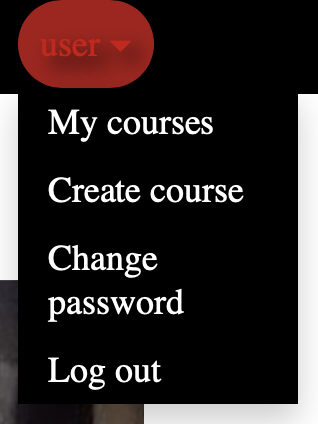 user
My courses
Create course
Change
password
Log out